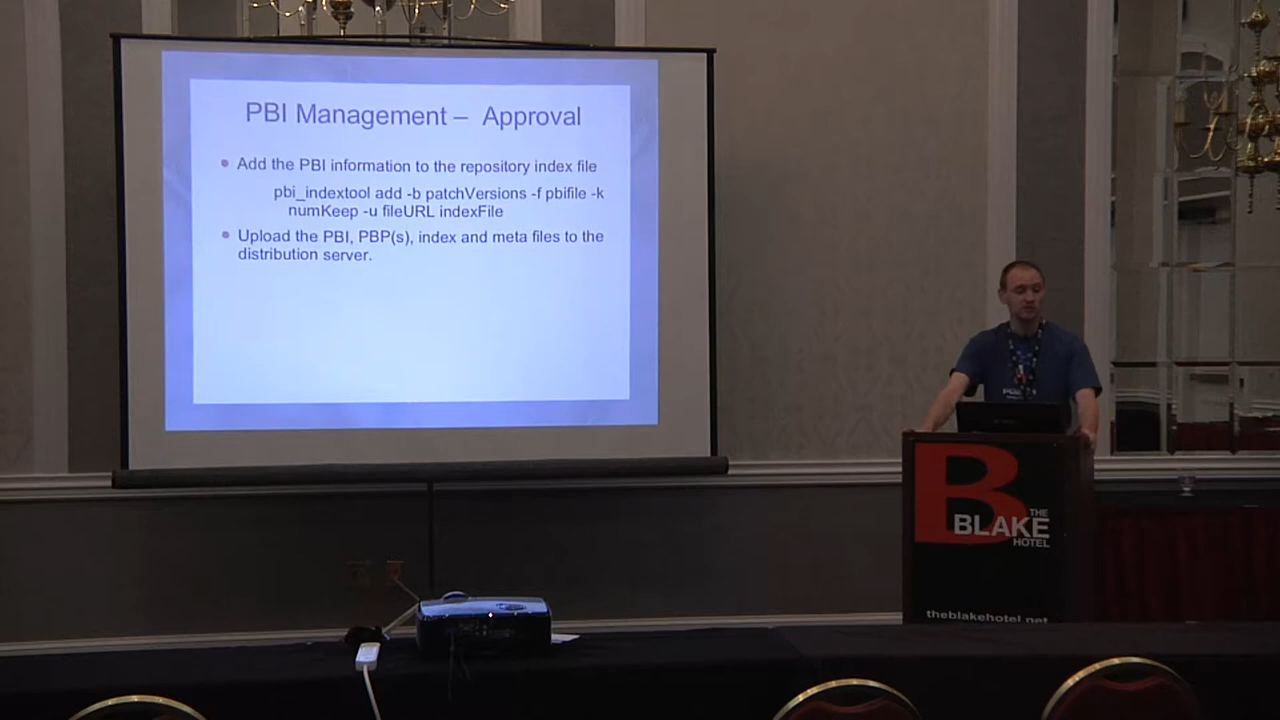 PBI Management – Approval
Add the PBI information to the repository index file
pbi_indextool add -b patchVersions -f pbifile -k
numKeep -u fileURL indexFile
Upload the PBI, PBP(s), index and meta files to the
distribution server.
B
THE
BLAKE
HOTEL
theblakehotel.net